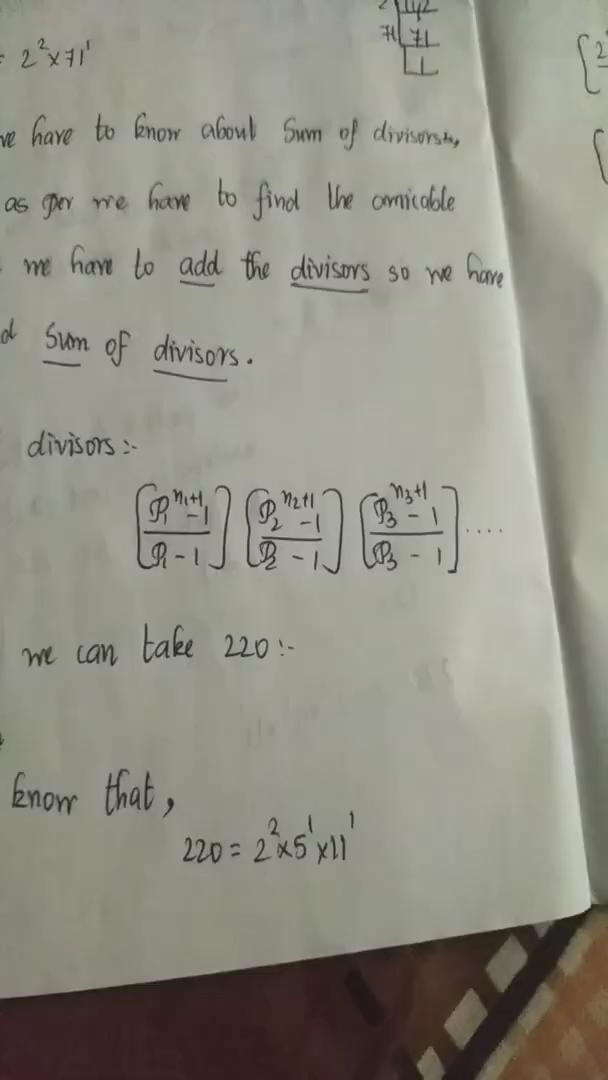 2 142
71 71
1
= 2²×71¹
we have to know about Sum of divisors,
as per we have to find the amicable
we have to add the divisors so we have
Sum of divisors.
divisors:-
[P₁^(n₁+1) - 1 / P₁ - 1] [P₂^(n₂+1) - 1 / P₂ - 1] [P₃^(n₃+1) - 1 / P₃ - 1] ....
we can take 220:-
know that,
220 = 2²×5¹×11¹